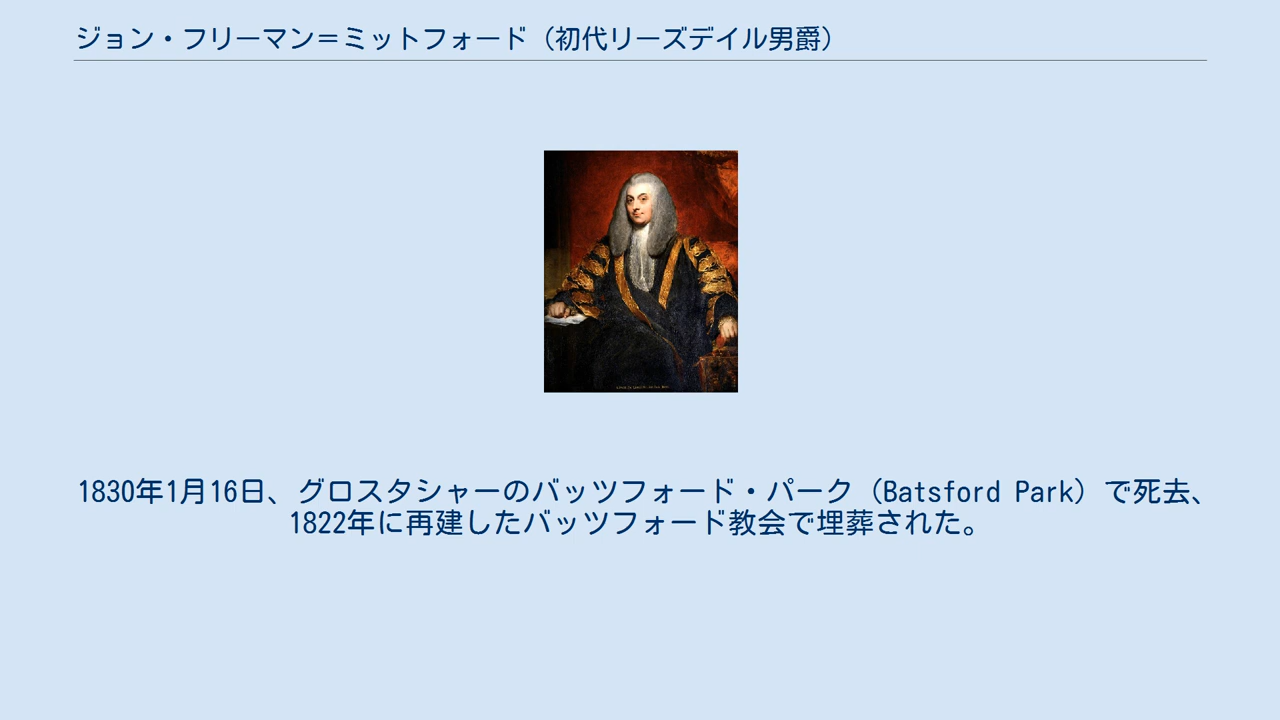 ジョン・フリーマン＝ミットフォード（初代リーズデイル男爵）
1830年1月16日、グロスタシャーのバッツフォード・パーク（Batsford Park）で死去、
1822年に再建したバッツフォード教会で埋葬された。